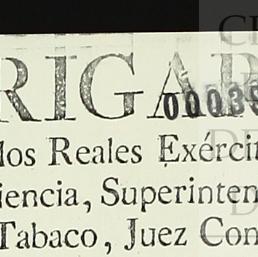 RIGA
00039
los Reales Exércit
iencia, Superinten
Tabaco, Juez Con